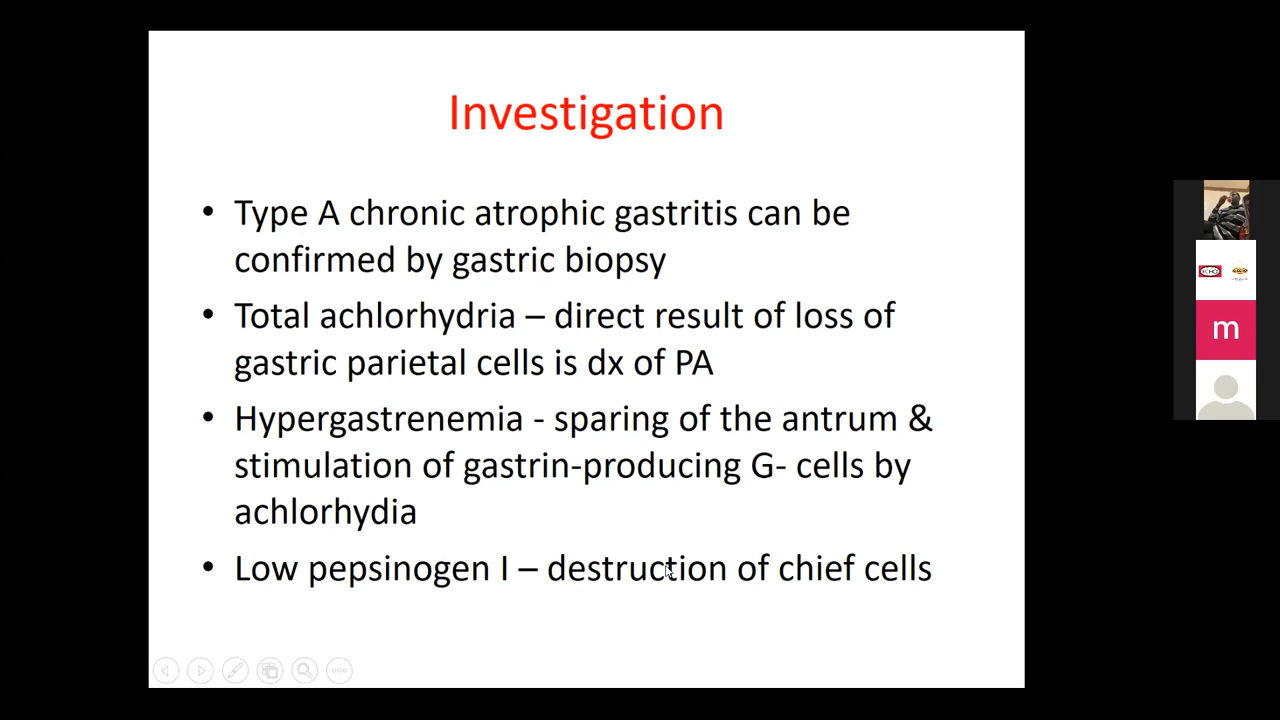 Investigation
• Type A chronic atrophic gastritis can be
confirmed by gastric biopsy
• Total achlorhydria – direct result of loss of
gastric parietal cells is dx of PA
• Hypergastrenemia - sparing of the antrum &
stimulation of gastrin-producing G- cells by
achlorhydia
• Low pepsinogen I – destruction of chief cells
m